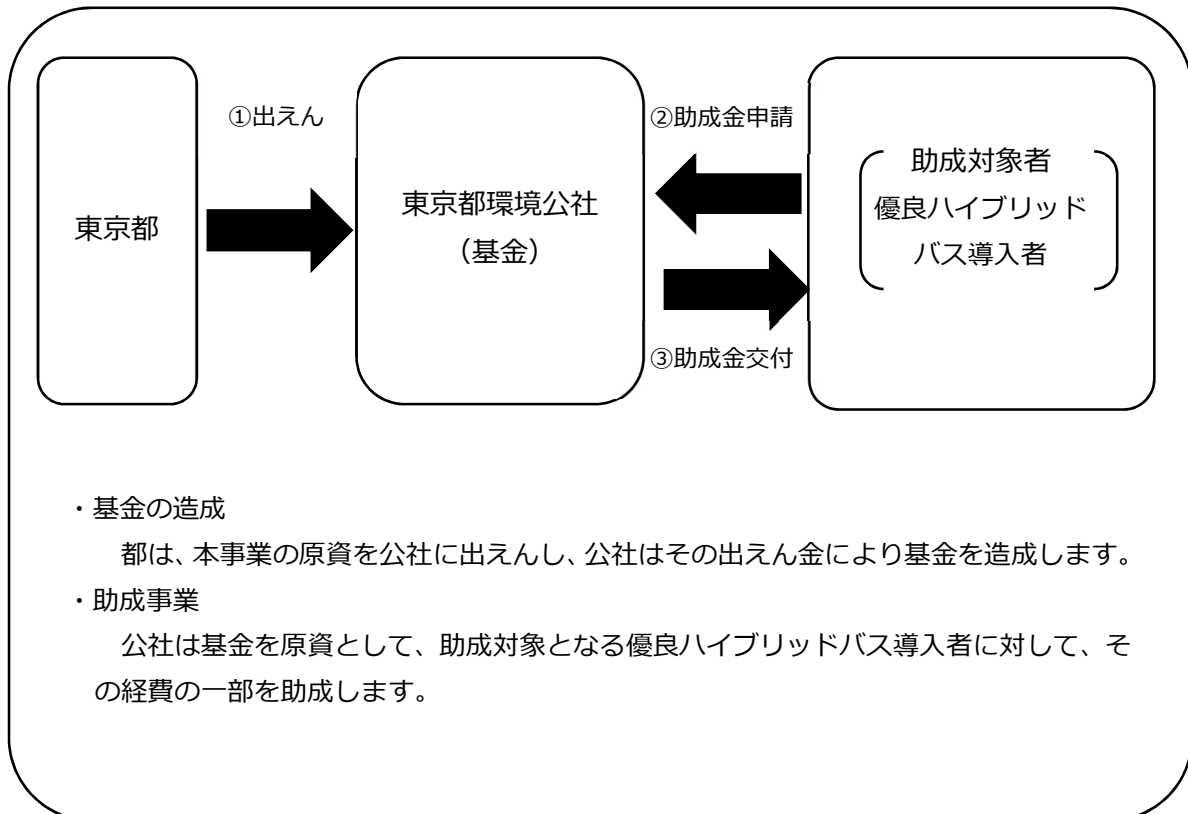 ①出えん
②助成金申請
東京都
東京都環境公社
（基金）
助成対象者
優良ハイブリッド
バス導入者
③助成金交付
・基金の造成
都は、本事業の原資を公社に出えんし、公社はその出えん金により基金を造成します。
・助成事業
公社は基金を原資として、助成対象となる優良ハイブリッドバス導入者に対して、そ
の経費の一部を助成します。